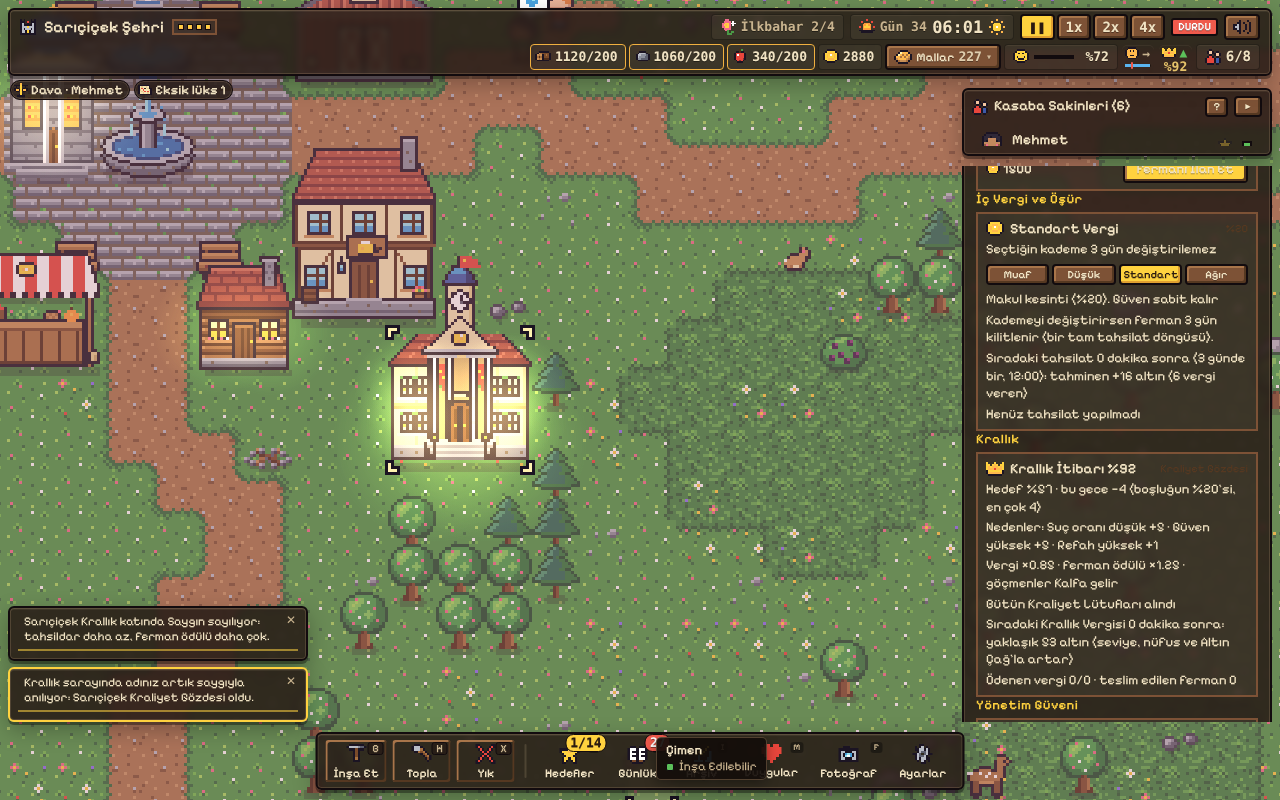 Sarıçiçek Şehri
İlkbahar 2/4
Gün 34 06:01
1x
2x
4x
DURDU
1120/200
1060/200
340/200
2880
Mallar 227
%72
%92
6/8
Dava · Mehmet
Eksik lüks 1
Kasaba Sakinleri (6)
?
Mehmet
1800
Fermanı İlan Et
İç Vergi ve Öşür
Standart Vergi
Seçtiğin kademe 3 gün değiştirilemez
Muaf
Düşük
Standart
Ağır
Makul kesinti (%20). Güven sabit kalır
Kademeyi değiştirirsen ferman 3 gün
kilitlenir (bir tam tahsilat döngüsü).
Sıradaki tahsilat 0 dakika sonra (3 günde
bir, 12:00): tahminen +16 altın (6 vergi
veren)
Henüz tahsilat yapılmadı
Krallık
Krallık İtibarı %92
bu gece -4 (boşluğun %20'si,
en çok 4)
Nedenler: Suç oranı düşük
Güven
yüksek
Refah yüksek +1
Vergi ×0.8
ferman ödülü
göçmenler Kalfa gelir
Bütün Kraliyet Lütufları alındı
Sıradaki Krallık Vergisi 0 dakika sonra:
yaklaşık
altın (seviye, nüfus ve Altın
Çağ'la artar)
Ödenen vergi 0/0 · teslim edilen ferman 0
Yönetim Güveni
Sarıçiçek Krallık katında Saygın sayılıyor:
tahsildar daha az, ferman ödülü daha çok.
Krallık sarayında adınız artık saygıyla
anılıyor: Sarıçiçek Kraliyet Gözdesi oldu.
İnşa Et
B
Topla
H
Yık
X
1/14
Hedefler
Günlük
Çimen
İnşa Edilebilir
M
Fotoğraf
F
Ayarlar